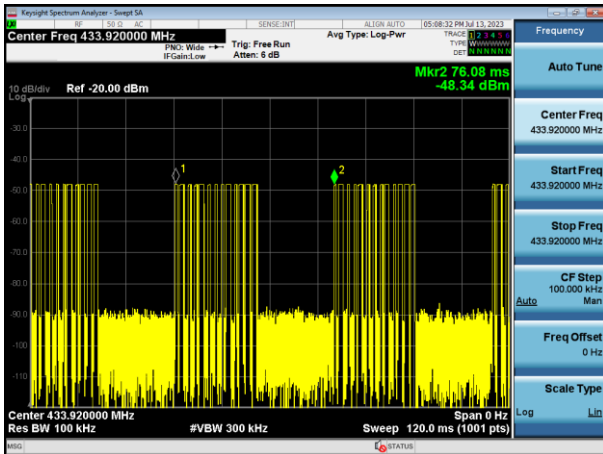 Keysight Spectrum Analyzer - Swept SA
RF 50 Ω AC SENSE:INT ALIGN AUTO 05:08:32 PM Jul 13, 2023
Center Freq 433.920000 MHz
PNO: Wide
IFGain:Low
Trig: Free Run
Atten: 6 dB
Avg Type: Log-Pwr
TRACE 1 2 3 4 5 6
TYPE WWWWWW
DET N N N N N N
Mkr2 76.08 ms
-48.34 dBm
10 dB/div Ref -20.00 dBm
Log
-30.0
-40.0
-50.0
-60.0
-70.0
-80.0
-90.0
-100
-110
1
2
Center 433.920000 MHz Span 0 Hz
Res BW 100 kHz #VBW 300 kHz Sweep 120.0 ms (1001 pts)
MSG STATUS
Frequency
Auto Tune
Center Freq
433.920000 MHz
Start Freq
433.920000 MHz
Stop Freq
433.920000 MHz
CF Step
100.000 kHz
Auto Man
Freq Offset
0 Hz
Scale Type
Log Lin